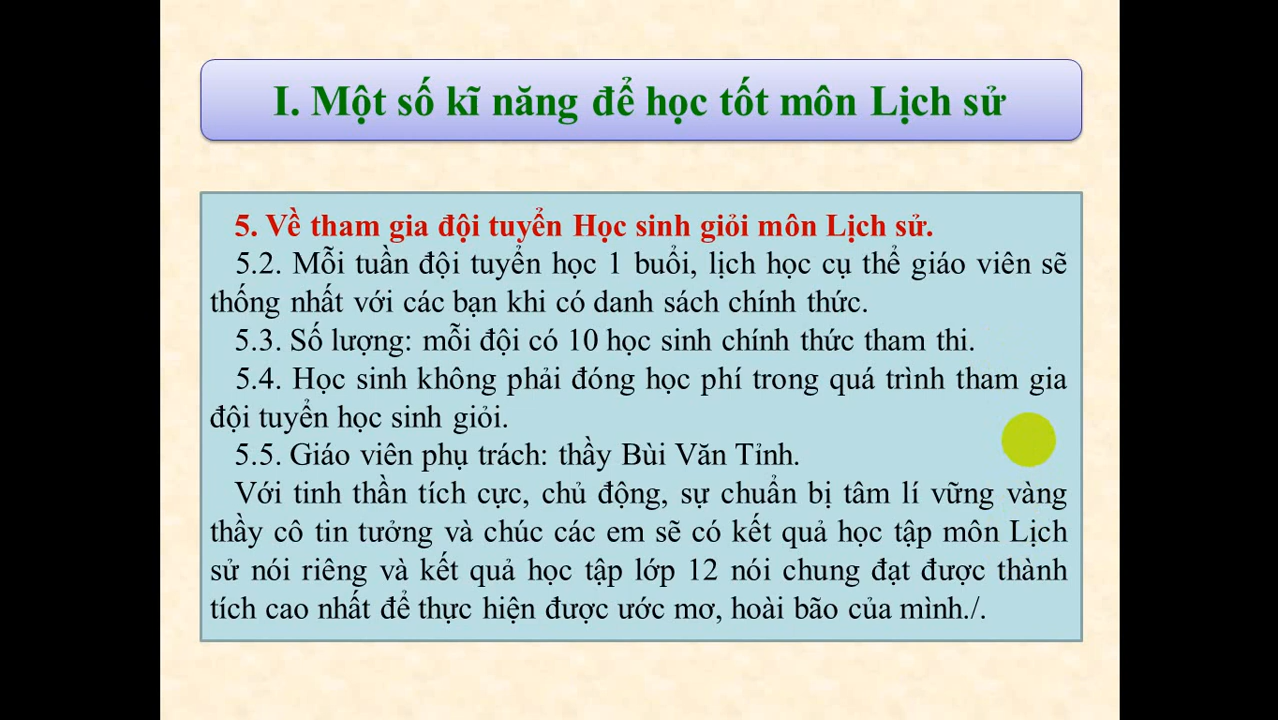 I. Một số kĩ năng để học tốt môn Lịch sử
5. Về tham gia đội tuyển Học sinh giỏi môn Lịch sử.
5.2. Mỗi tuần đội tuyển học 1 buổi, lịch học cụ thể giáo viên sẽ
thống nhất với các bạn khi có danh sách chính thức.
5.3. Số lượng: mỗi đội có 10 học sinh chính thức tham thi.
5.4. Học sinh không phải đóng học phí trong quá trình tham gia
đội tuyển học sinh giỏi.
5.5. Giáo viên phụ trách: thầy Bùi Văn Tỉnh.
Với tinh thần tích cực, chủ động, sự chuẩn bị tâm lí vững vàng
thầy cô tin tưởng và chúc các em sẽ có kết quả học tập môn Lịch
sử nói riêng và kết quả học tập lớp 12 nói chung đạt được thành
tích cao nhất để thực hiện được ước mơ, hoài bão của mình./.